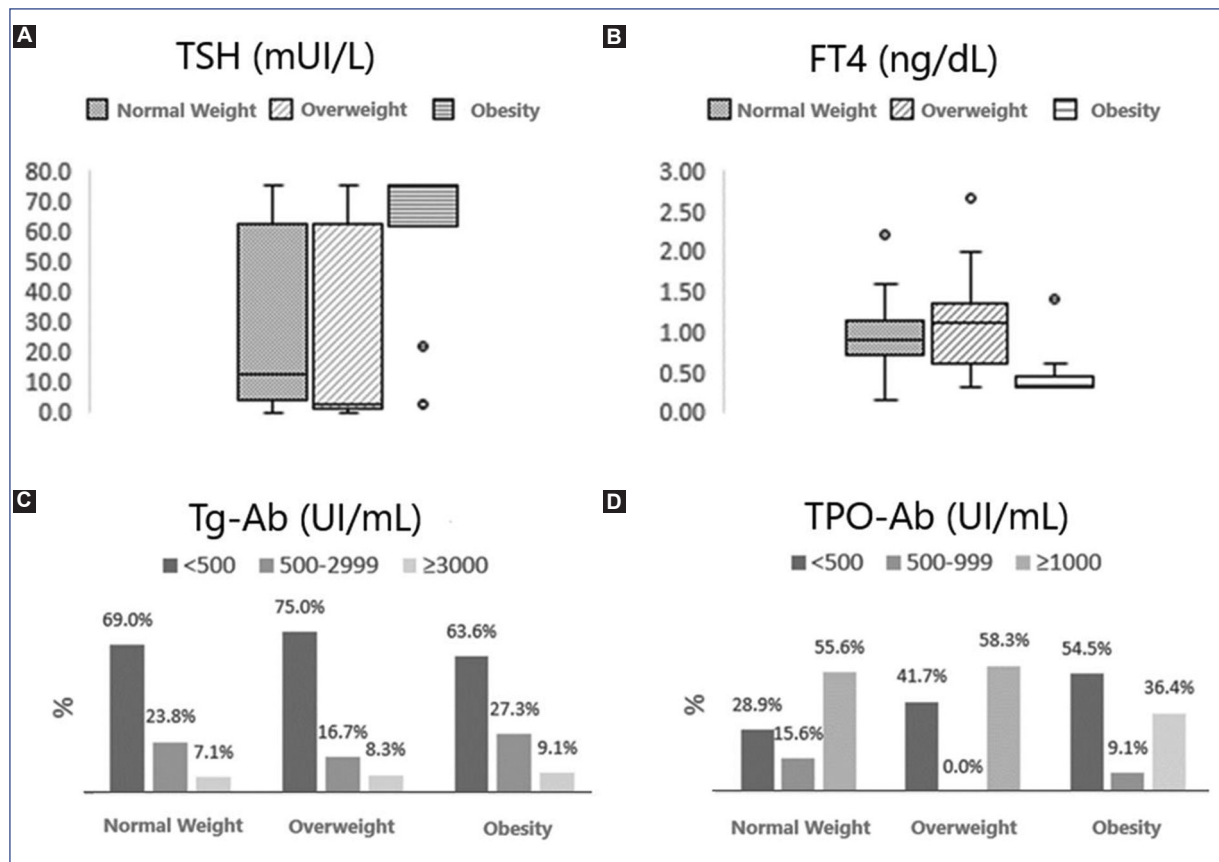 A
TSH (mUI/L)
Normal Weight Overweight Obesity
80.0
70.0
60.0
50.0
40.0
30.0
20.0
10.0
0.0
B
FT4 (ng/dL)
Normal Weight Overweight Obesity
3.00
2.50
2.00
1.50
1.00
0.50
0.00
C
Tg-Ab (UI/mL)
<500 500-2999 ≥3000
%
69.0%
23.8%
7.1%
75.0%
16.7%
8.3%
63.6%
27.3%
9.1%
Normal Weight Overweight Obesity
D
TPO-Ab (UI/mL)
<500 500-999 ≥1000
%
28.9%
15.6%
55.6%
41.7%
0.0%
58.3%
54.5%
9.1%
36.4%
Normal Weight Overweight Obesity